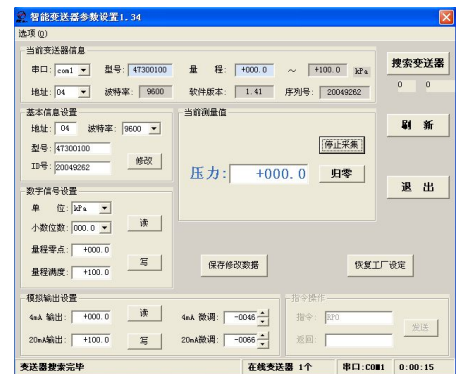 智能变送器参数设置1.34
选项(O)
当前变送器信息
串口: com1 型号: 47300100 量 程: +000.0 ～ +100.0 kPa
地址: 04 波特率: 9600 软件版本: 1.41 序列号: 20049262
搜索变送器
0 0
刷 新
退 出
基本信息设置
地址: 04 波特率: 9600
型号: 47300100
ID号: 20049262
修改
当前测量值
停止采集
压力: +000.0 归零
数字信号设置
单 位: kPa
小数位数: 000.0 读
量程零点: +000.0
量程满度: +100.0 写
保存修改数据 恢复工厂设定
模拟输出设置
4mA 输出: +000.0 读 4mA 微调: -0046
20mA输出: +100.0 写 20mA微调: -0066
指令操作
指令: RPO
返回:
发送
变送器搜索完毕 在线变送器 1个 串口:COM1 0:00:15